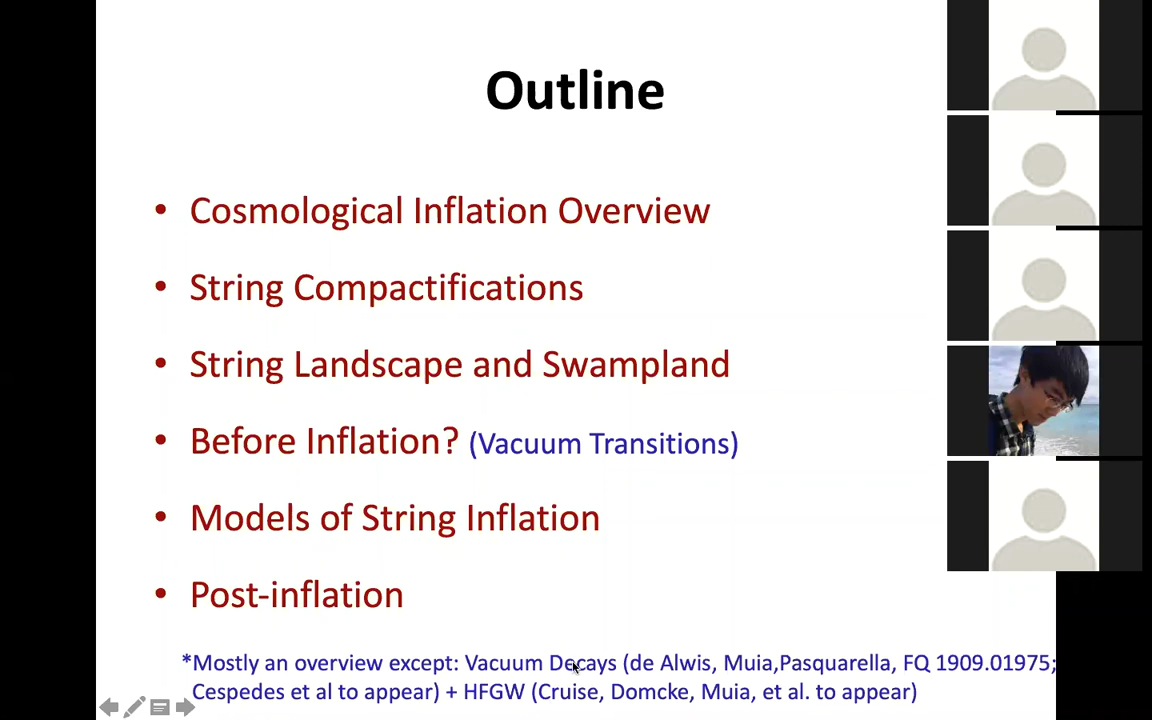 Outline
• Cosmological Inflation Overview
• String Compactifications
• String Landscape and Swampland
• Before Inflation? (Vacuum Transitions)
• Models of String Inflation
• Post-inflation
*Mostly an overview except: Vacuum Decays (de Alwis, Muia,Pasquarella, FQ 1909.01975;
Cespedes et al to appear) + HFGW (Cruise, Domcke, Muia, et al. to appear)